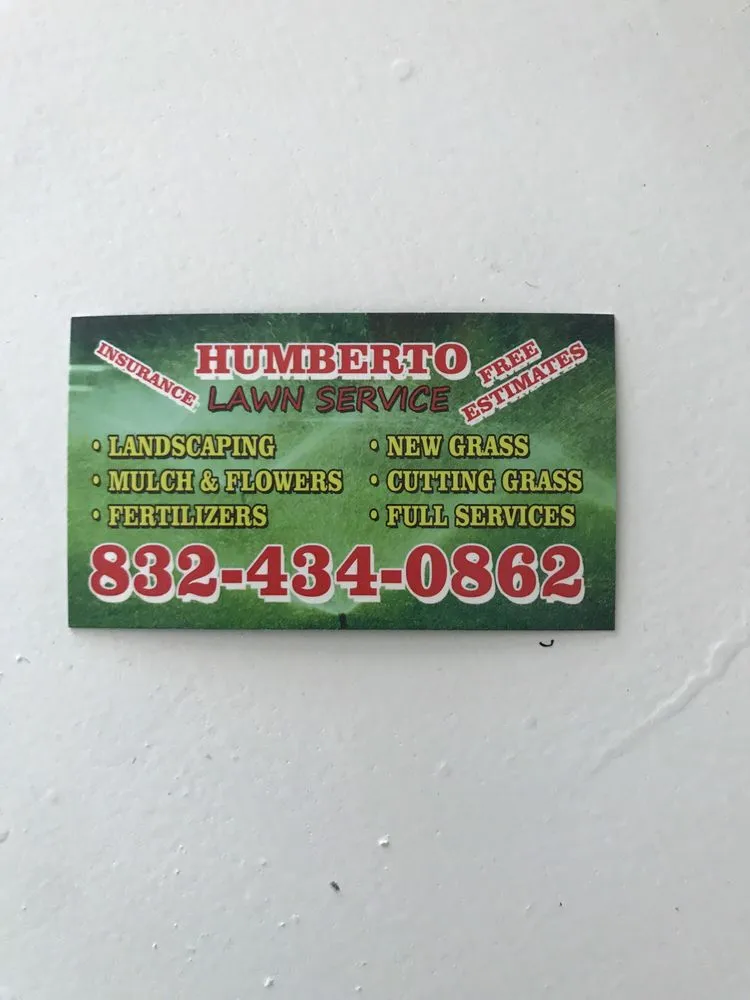 INSURANCE
HUMBERTO
LAWN SERVICE
FREE
ESTIMATES
• LANDSCAPING
• MULCH & FLOWERS
• FERTILIZERS
• NEW GRASS
• CUTTING GRASS
• FULL SERVICES
832-434-0862